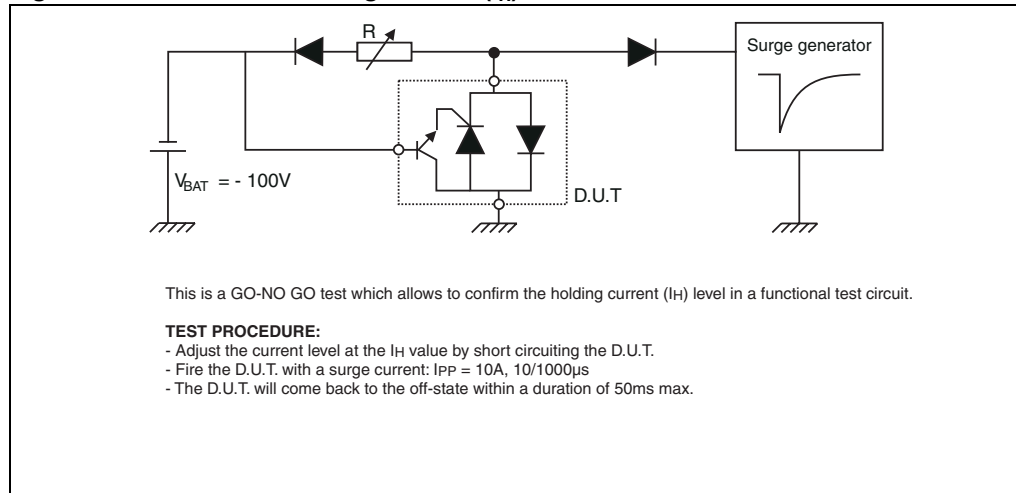 R
Surge generator
VBAT = - 100V
D.U.T
This is a GO-NO GO test which allows to confirm the holding current (IH) level in a functional test circuit.
TEST PROCEDURE:
- Adjust the current level at the IH value by short circuiting the D.U.T.
- Fire the D.U.T. with a surge current: IPP = 10A, 10/1000µs
- The D.U.T. will come back to the off-state within a duration of 50ms max.